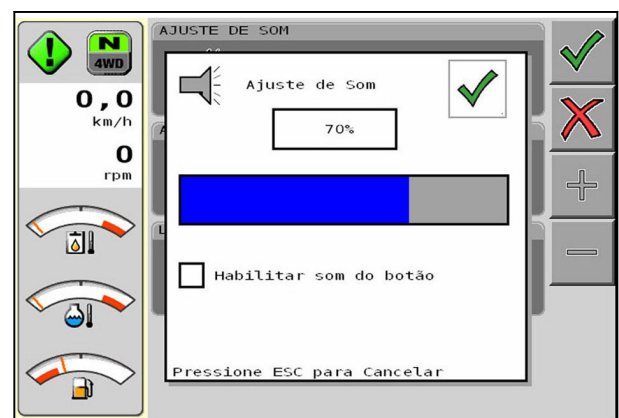 AJUSTE DE SOM
N
4WD
0,0
km/h
0
rpm
Ajuste de Som
70%
Habilitar som do botão
Pressione ESC para Cancelar